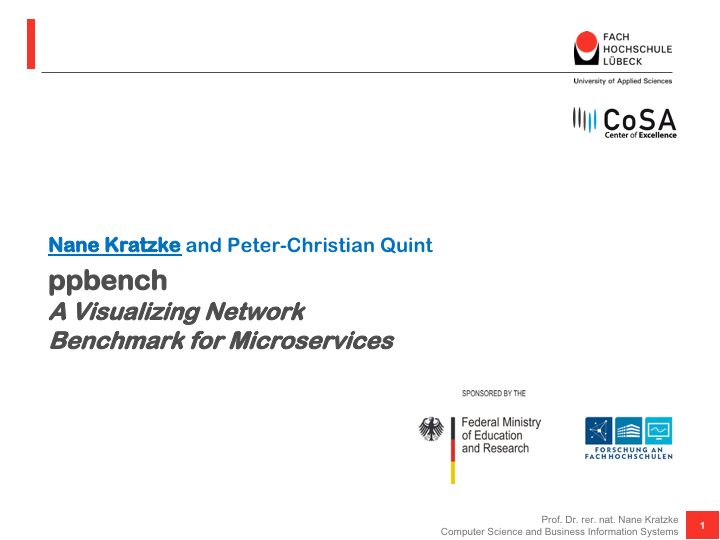 FACH
HOCHSCHULE
LÜBECK
University of Applied Sciences
CoSA
Center of Excellence
Nane Kratzke and Peter-Christian Quint
ppbench
A Visualizing Network
Benchmark for Microservices
SPONSORED BY THE
Federal Ministry
of Education
and Research
FORSCHUNG AN
FACHHOCHSCHULEN
Prof. Dr. rer. nat. Nane Kratzke
Computer Science and Business Information Systems
1